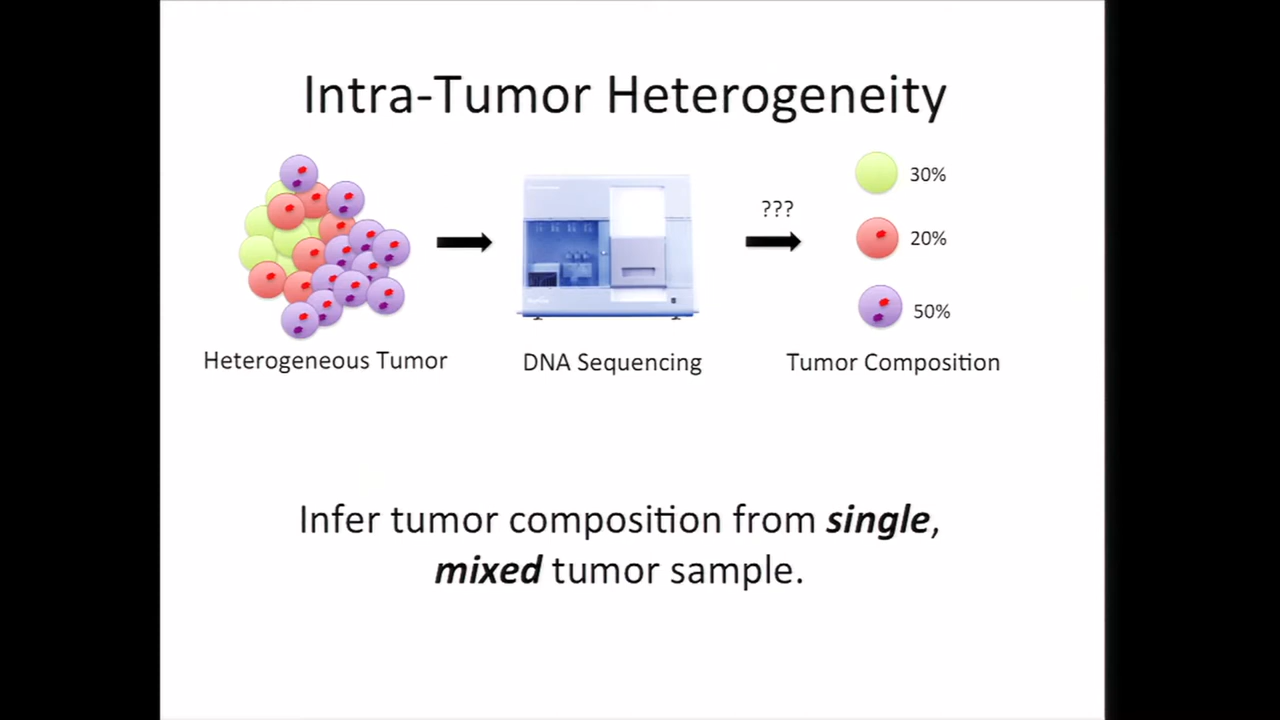 Intra-Tumor Heterogeneity
30%
???
20%
50%
Heterogeneous Tumor
DNA Sequencing
Tumor Composition
Infer tumor composition from single,
mixed tumor sample.